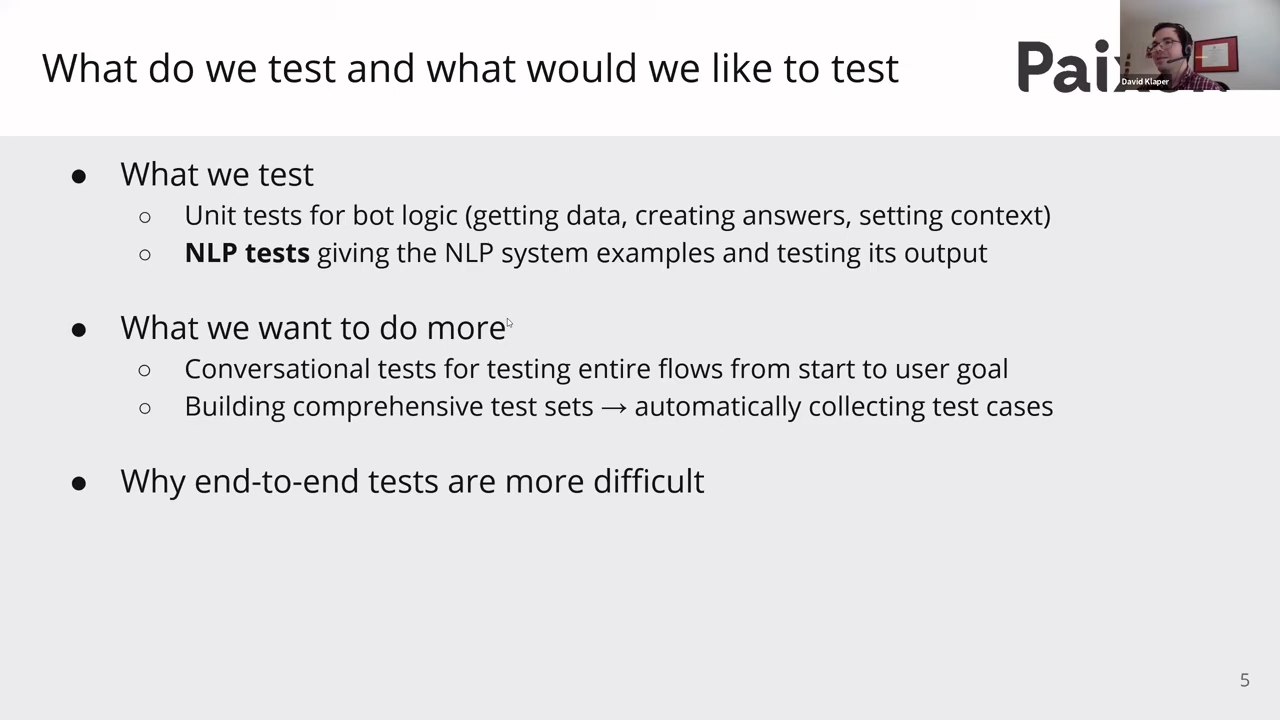 What do we test and what would we like to test
Pai
David Klaper
● What we test
○ Unit tests for bot logic (getting data, creating answers, setting context)
○ NLP tests giving the NLP system examples and testing its output
● What we want to do more
○ Conversational tests for testing entire flows from start to user goal
○ Building comprehensive test sets → automatically collecting test cases
● Why end-to-end tests are more difficult
5